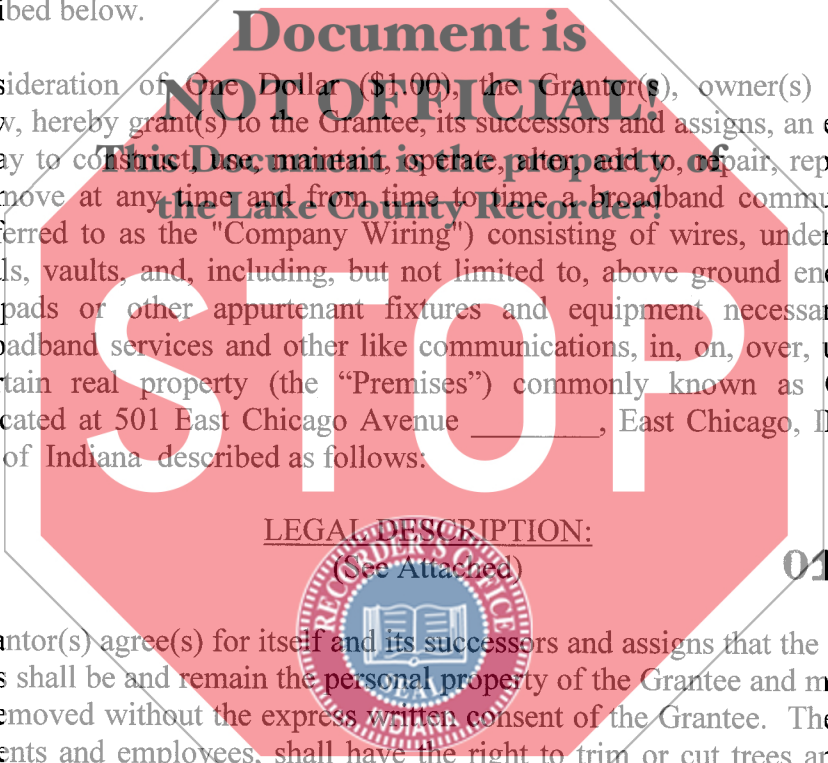 ibed below.
Document is
sideration of One Dollar ($1.00), the Grantor(s), owner(s)
NOT OFFICIAL!
w, hereby grant(s) to the Grantee, its successors and assigns, an e
ay to construct, use, maintain, operate, alter, add to, repair, rep
This Document is the property of
move at any time and from time to time a broadband commu
the Lake County Recorder!
ferred to as the "Company Wiring") consisting of wires, under
ls, vaults, and, including, but not limited to, above ground en
pads or other appurtenant fixtures and equipment necessar
oadband services and other like communications, in, on, over, u
tain real property (the “Premises”) commonly known as
cated at 501 East Chicago Avenue ________, East Chicago,
of Indiana described as follows:
STOP
LEGAL DESCRIPTION:
(See Attached)
01
RECORDER'S OFFICE
SEAL
INDIANA
antor(s) agree(s) for itself and its successors and assigns that the
s shall be and remain the personal property of the Grantee and m
emoved without the express written consent of the Grantee. The
ents and employees, shall have the right to trim or cut trees an